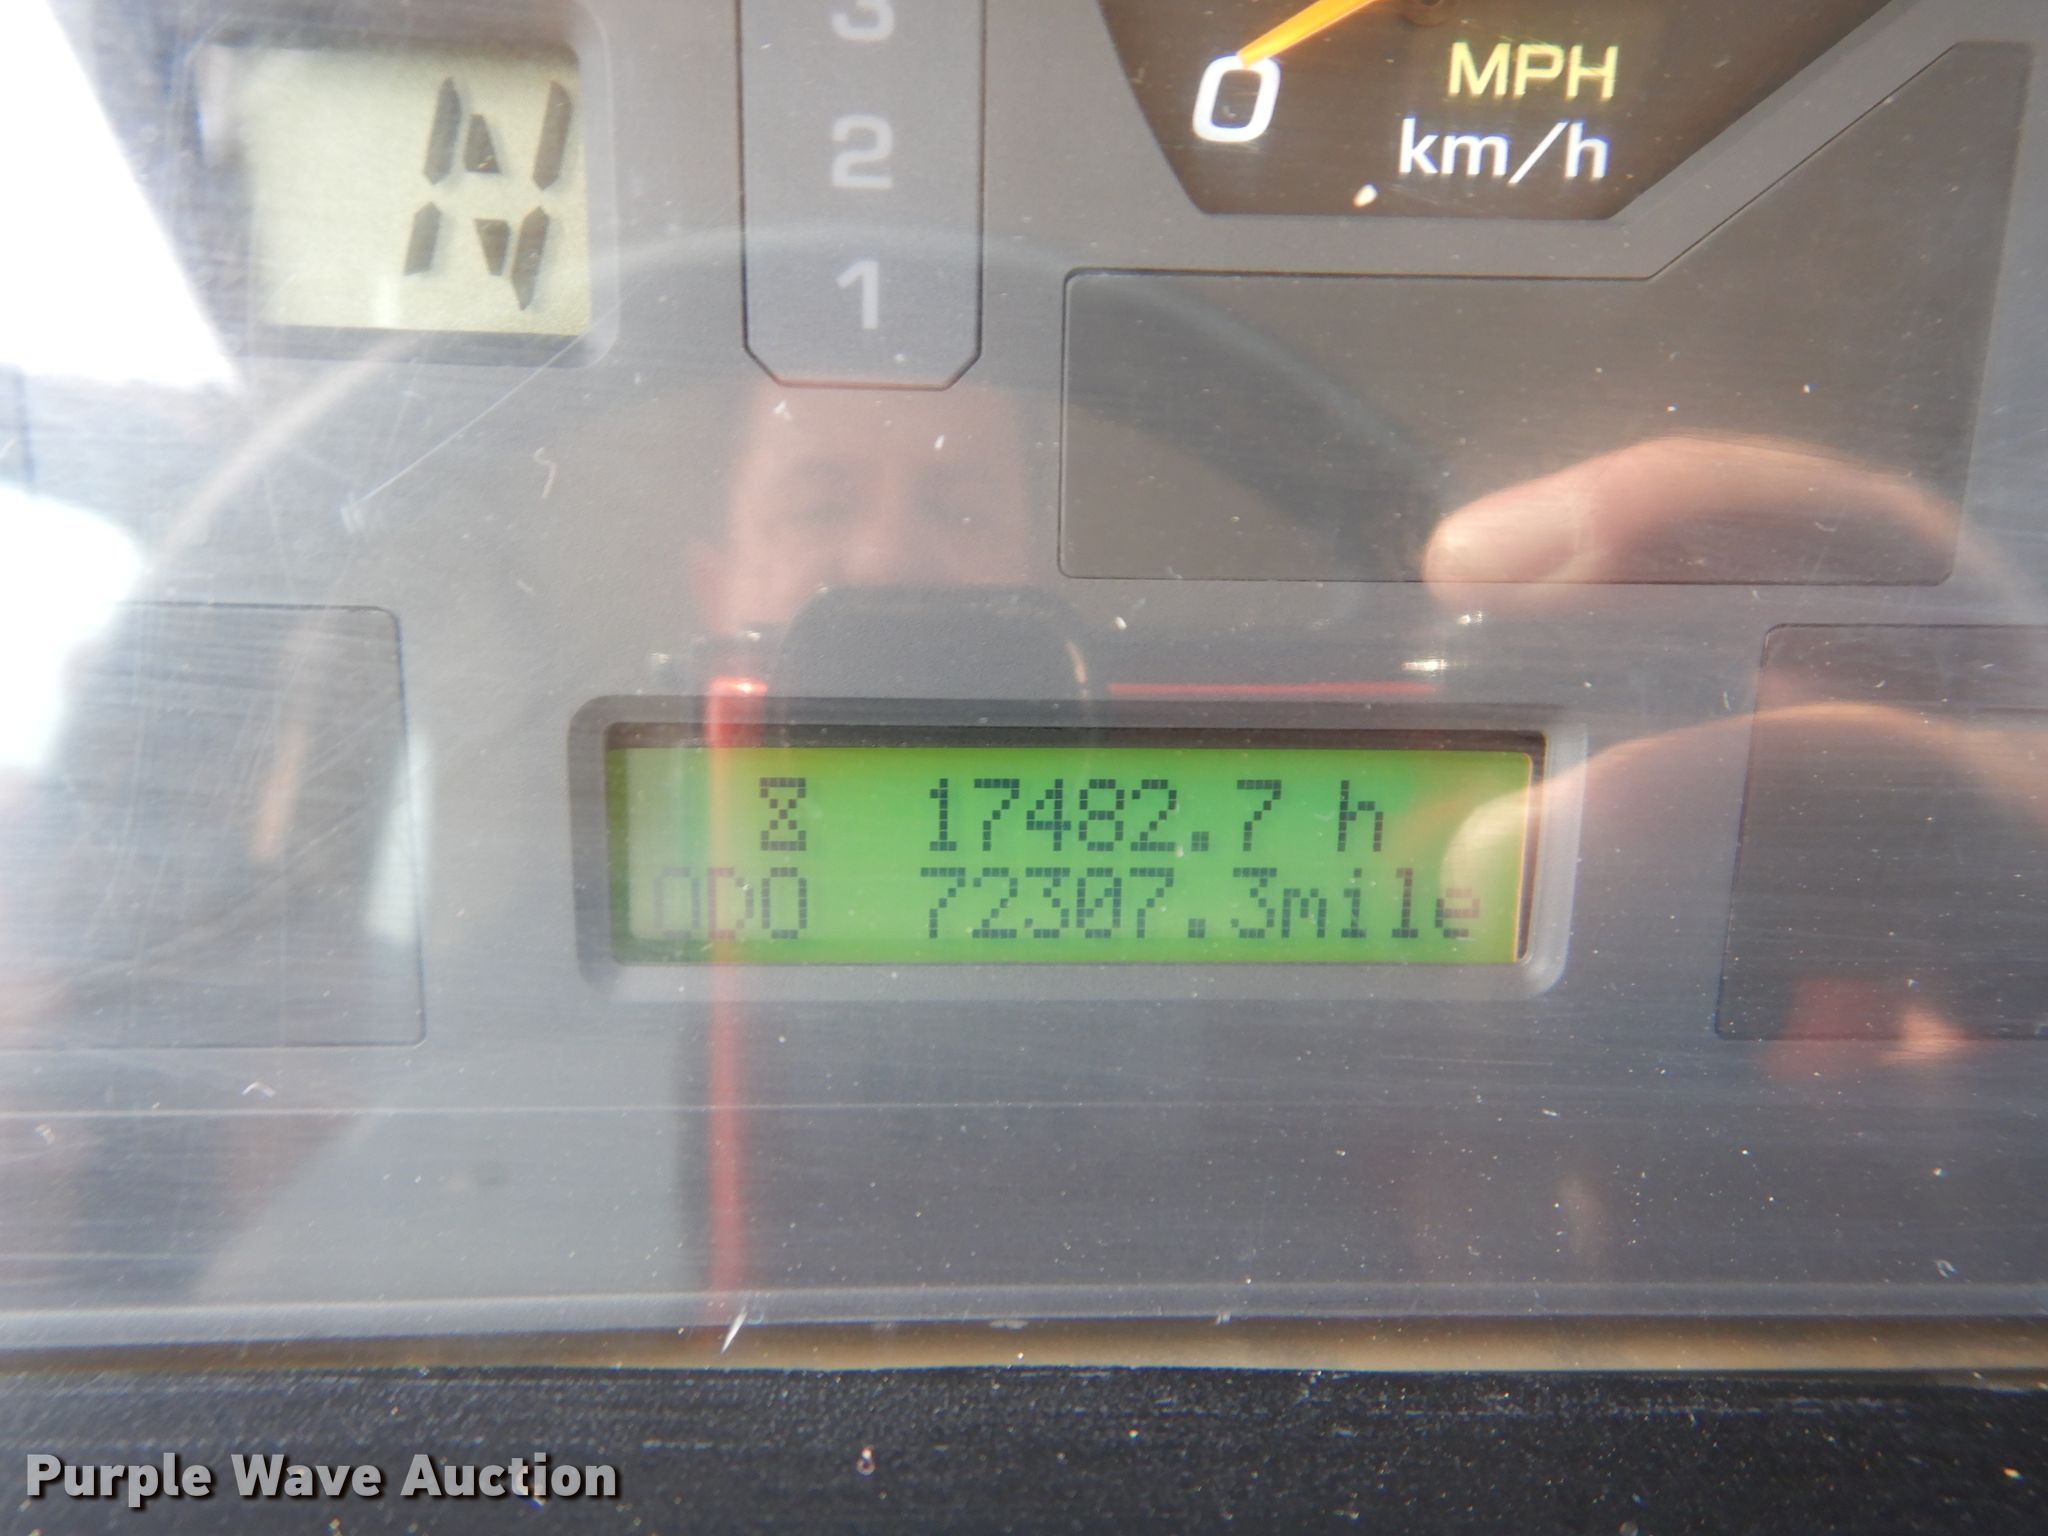 N
3
2
1
0
MPH
km/h
17482.7 h
ODO 72307.3mile
Purple Wave Auction